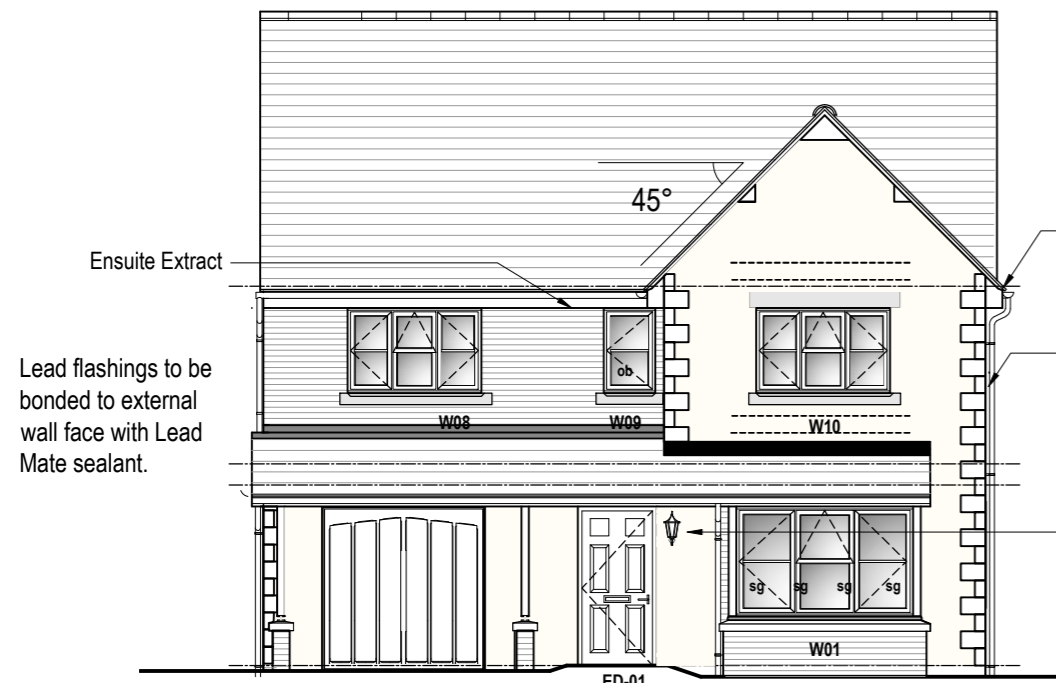 45°
Ensuite Extract
Lead flashings to be
bonded to external
wall face with Lead
Mate sealant.
ob
W08
W09
W10
sg sg sg sg
W01
ED-01